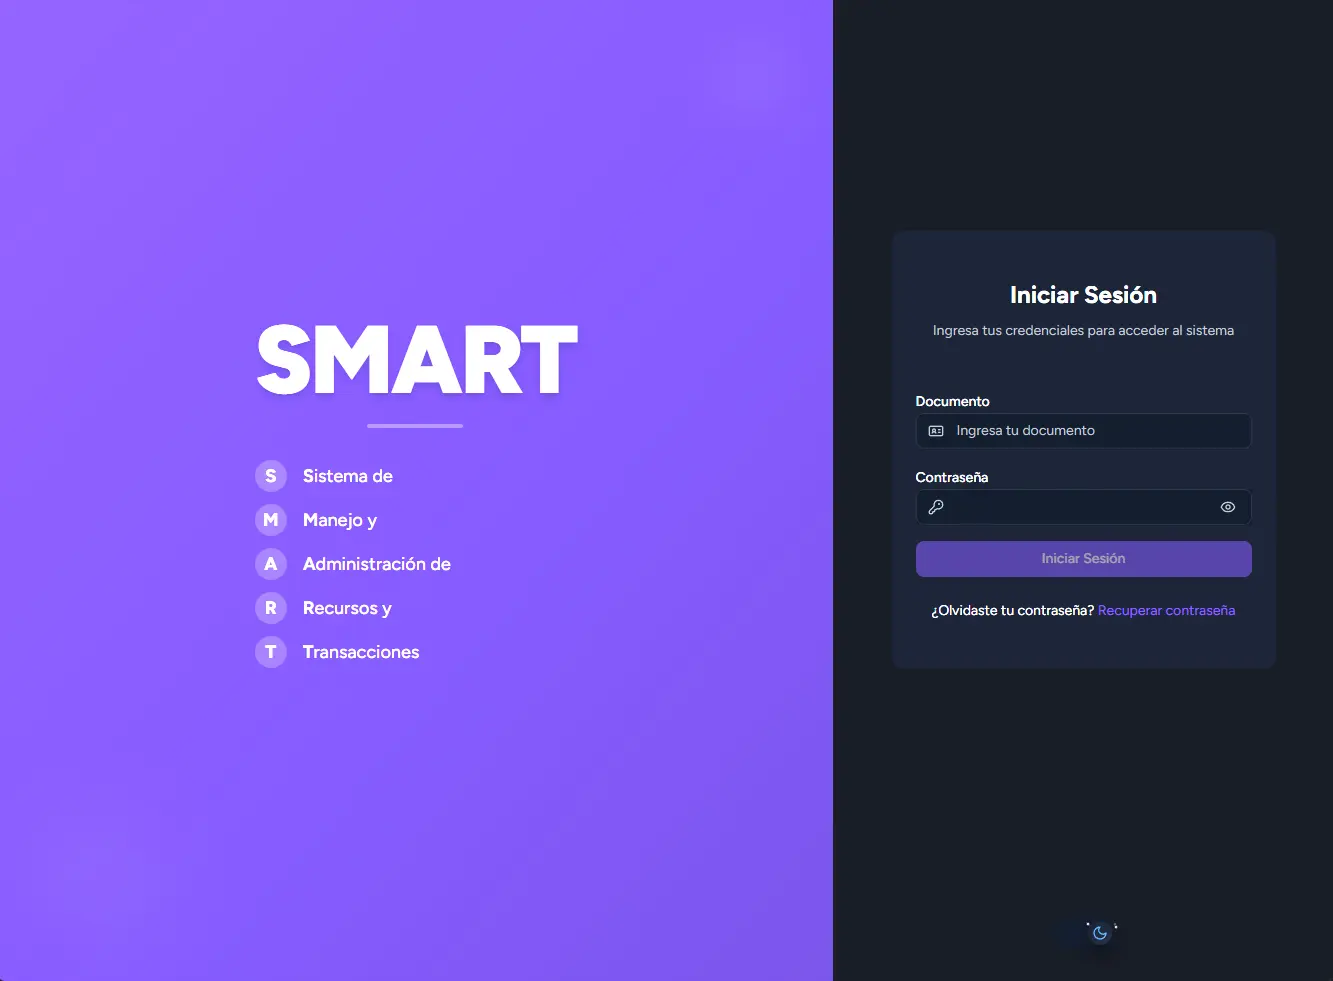 SMART
S Sistema de
M Manejo y
A Administración de
R Recursos y
T Transacciones
Iniciar Sesión
Ingresa tus credenciales para acceder al sistema
Documento
Ingresa tu documento
Contraseña
Iniciar Sesión
¿Olvidaste tu contraseña? Recuperar contraseña